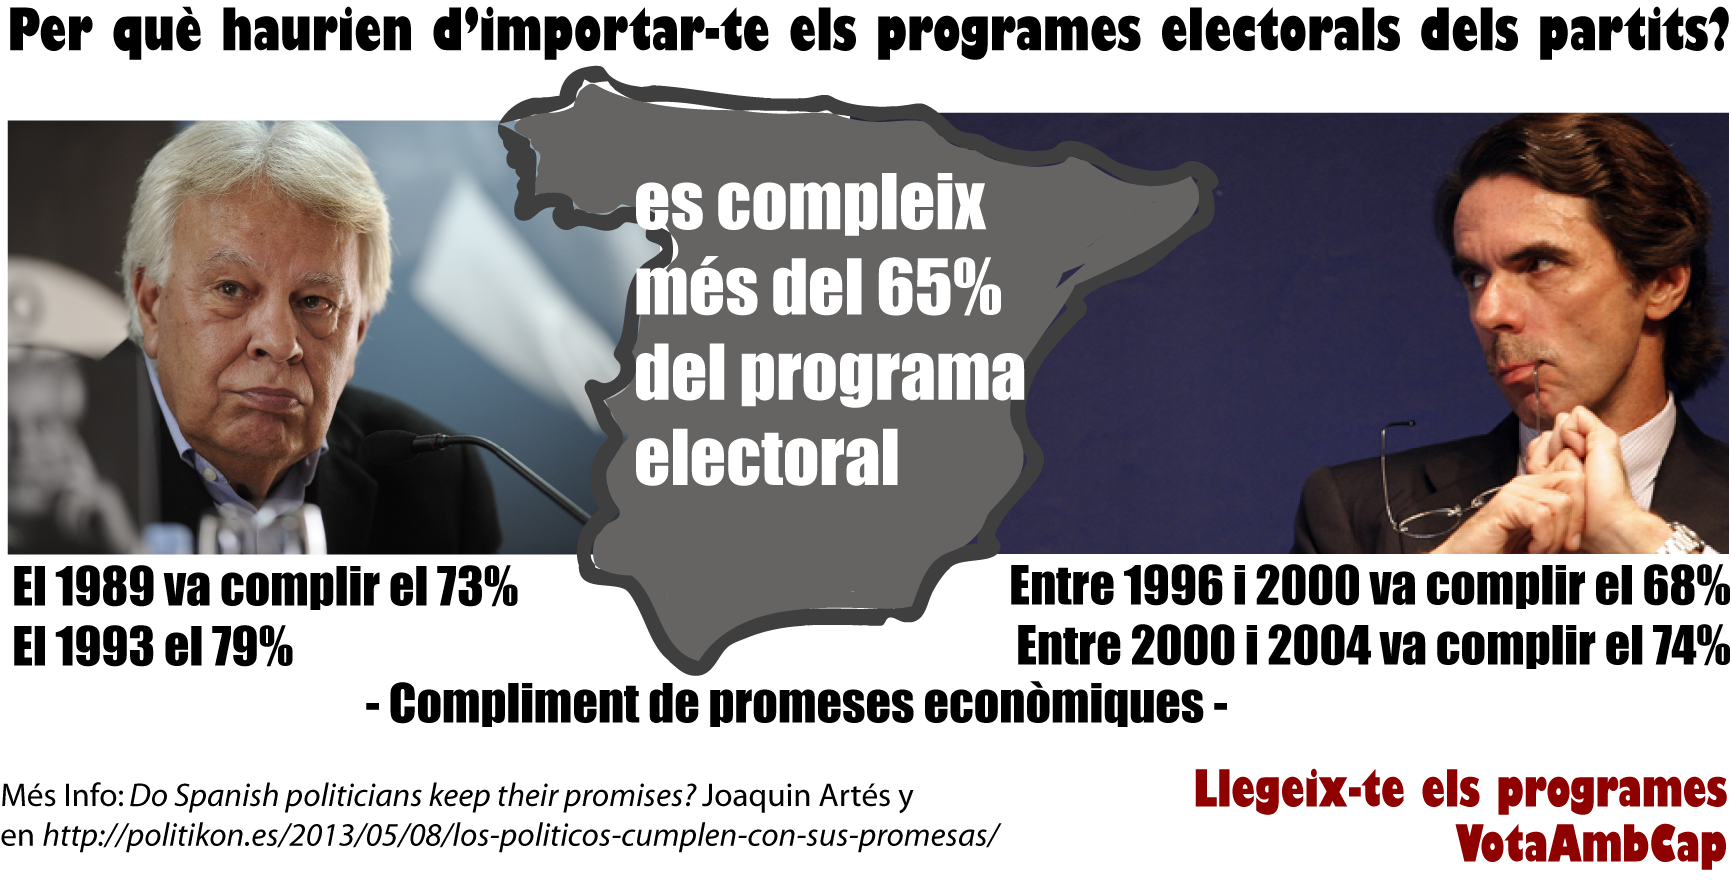 Per què haurien d'importar-te els programes electorals dels partits?
es compleix
més del 65%
del programa
electoral
El 1989 va complir el 73%
El 1993 el 79%
Entre 1996 i 2000 va complir el 68%
Entre 2000 i 2004 va complir el 74%
- Compliment de promeses econòmiques -
Més Info: Do Spanish politicians keep their promises? Joaquin Artés y
en http://politikon.es/2013/05/08/los-politicos-cumplen-con-sus-promesas/
Llegeix-te els programes
VotaAmbCap